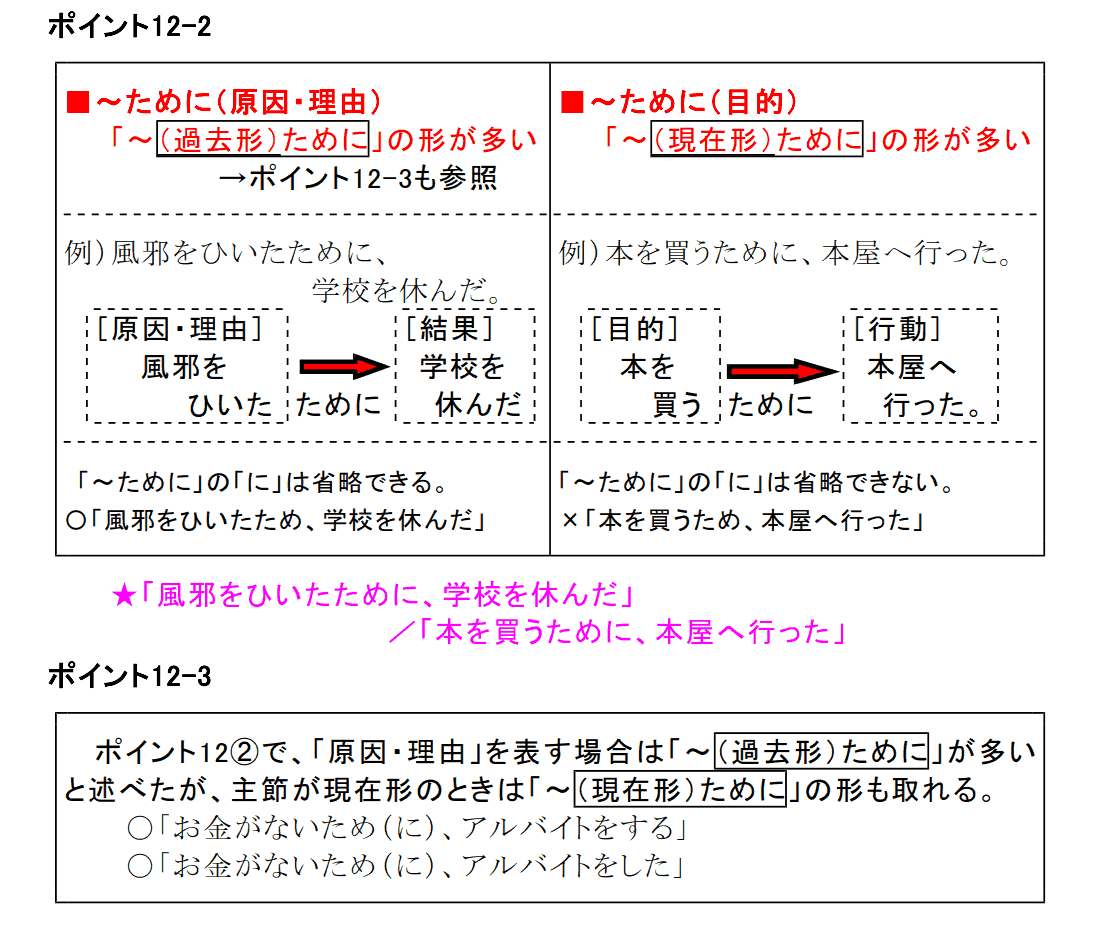 ポイント12-2
■~ために(原因・理由)
「~(過去形)ために」の形が多い
→ポイント12-3も参照
例)風邪をひいたために、
学校を休んだ。
[原因・理由]
風邪を
ひいた
ために
[結果]
学校を
休んだ
「~ために」の「に」は省略できる。
○「風邪をひいたため、学校を休んだ」
■~ために(目的)
「~(現在形)ために」の形が多い
例)本を買うために、本屋へ行った。
[目的]
本を
買う
ために
[行動]
本屋へ
行った。
「~ために」の「に」は省略できない。
×「本を買うため、本屋へ行った」
★「風邪をひいたために、学校を休んだ」
/「本を買うために、本屋へ行った」
ポイント12-3
ポイント12②で、「原因・理由」を表す場合は「~(過去形)ために」が多い
と述べたが、主節が現在形のときは「~(現在形)ために」の形も取れる。
○「お金がないため(に)、アルバイトをする」
○「お金がないため(に)、アルバイトをした」